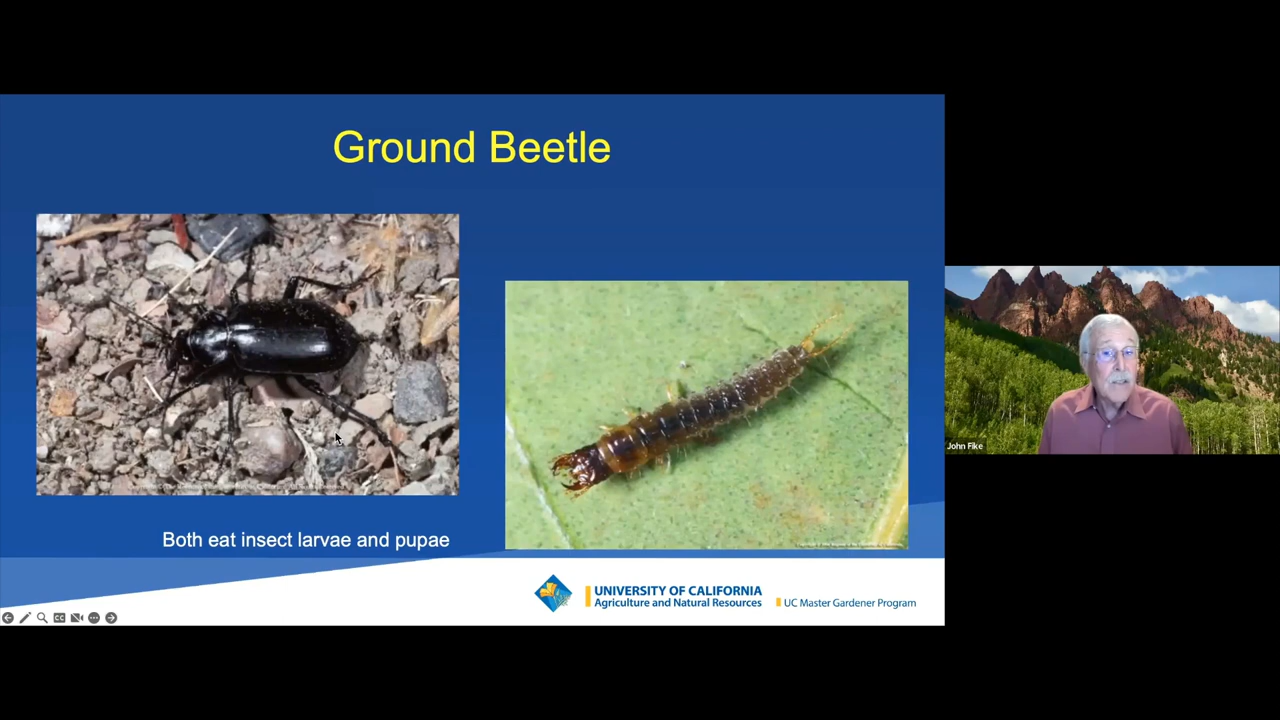 Ground Beetle
Both eat insect larvae and pupae
UNIVERSITY OF CALIFORNIA
Agriculture and Natural Resources
UC Master Gardener Program
John Fike